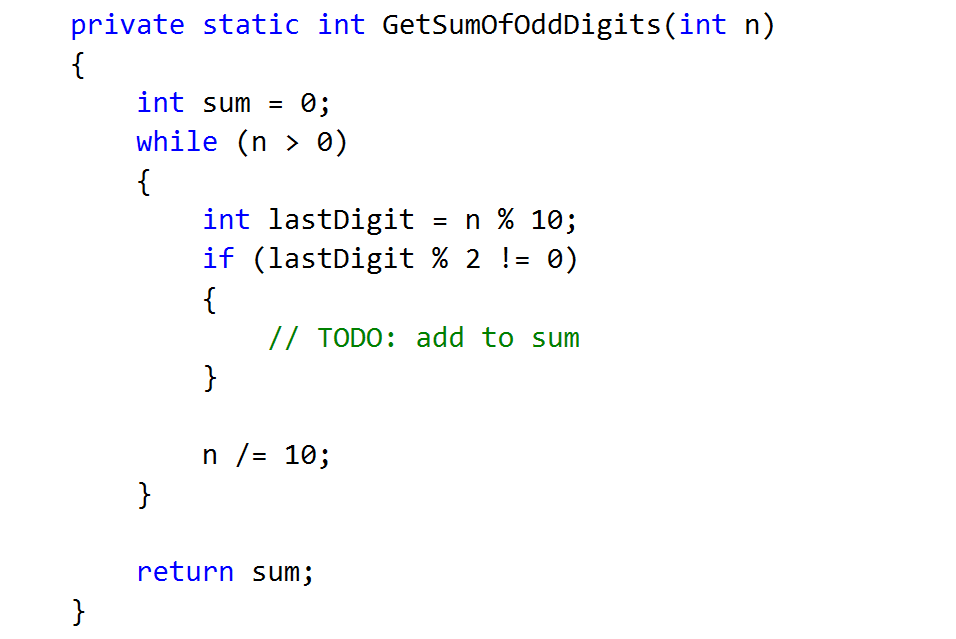 private static int GetSumOfOddDigits(int n)
{
    int sum = 0;
    while (n > 0)
    {
        int lastDigit = n % 10;
        if (lastDigit % 2 != 0)
        {
            // TODO: add to sum
        }

        n /= 10;
    }

    return sum;
}